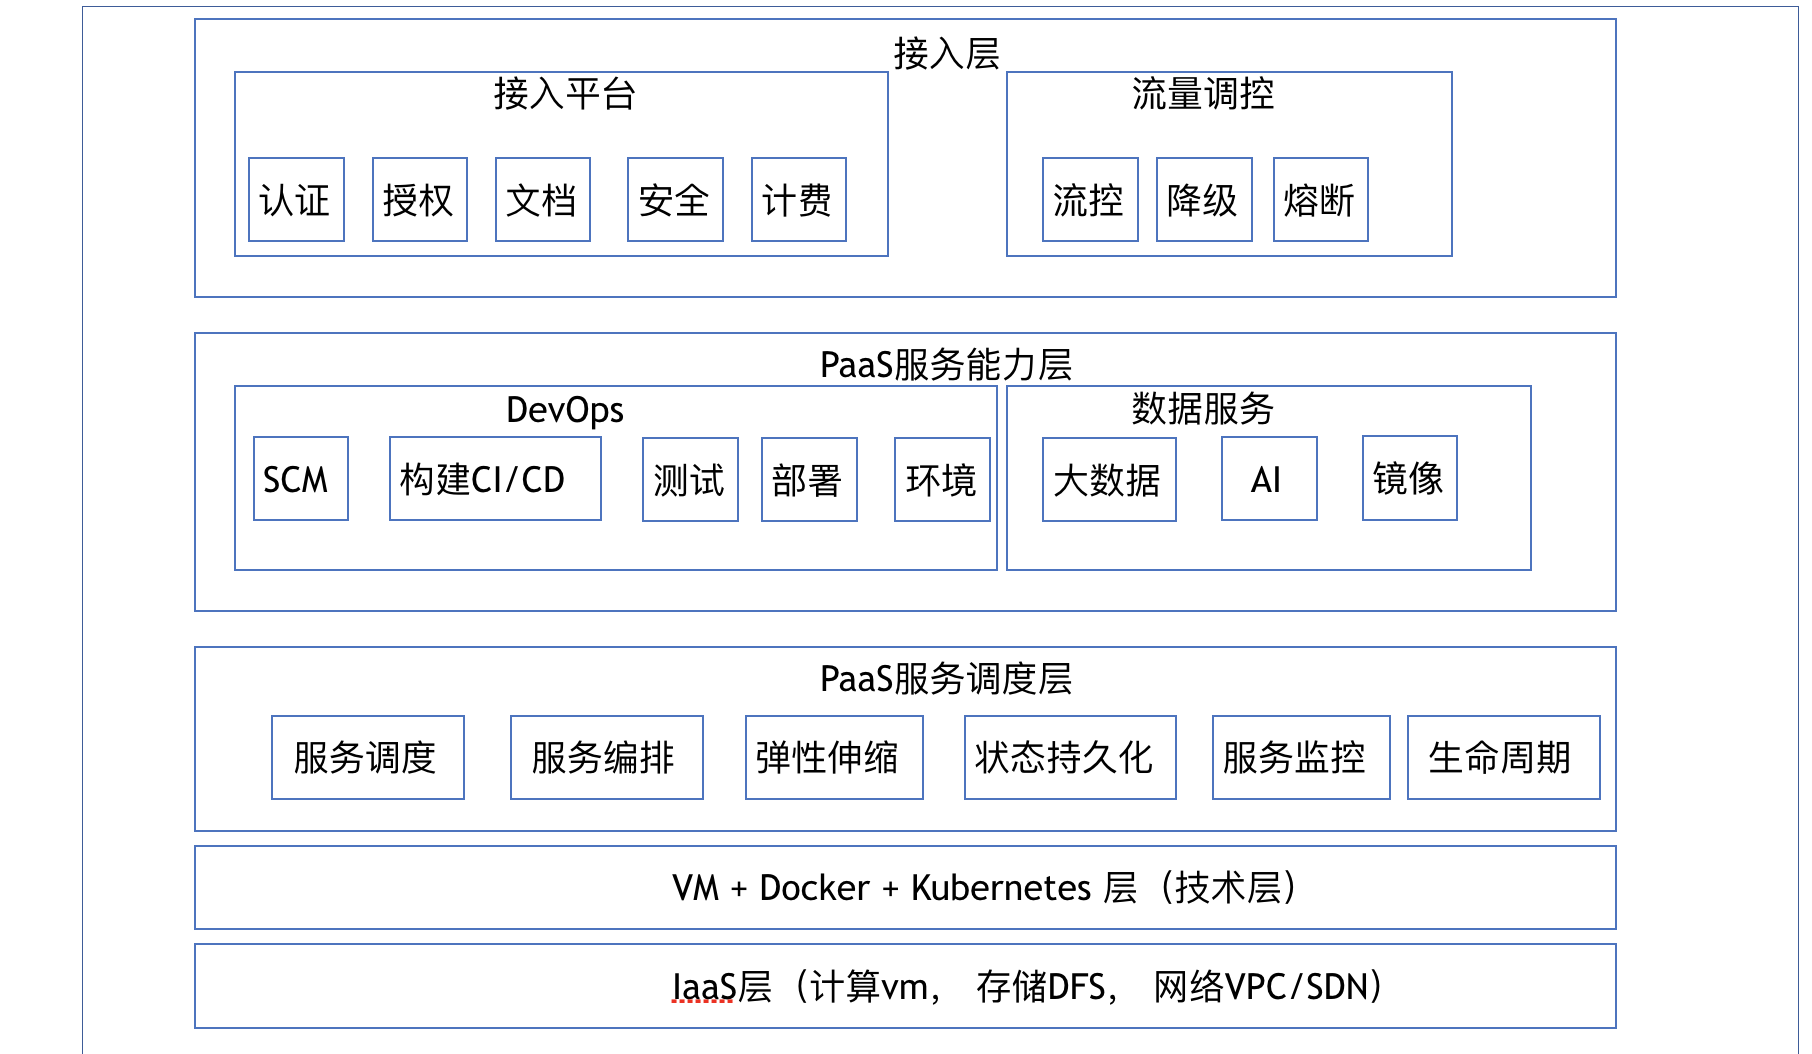 接入层
接入平台
流量调控
认证
授权
文档
安全
计费
流控
降级
熔断
PaaS服务能力层
DevOps
数据服务
SCM
构建CI/CD
测试
部署
环境
大数据
AI
镜像
PaaS服务调度层
服务调度
服务编排
弹性伸缩
状态持久化
服务监控
生命周期
VM + Docker + Kubernetes 层（技术层）
IaaS层（计算vm， 存储DFS， 网络VPC/SDN）